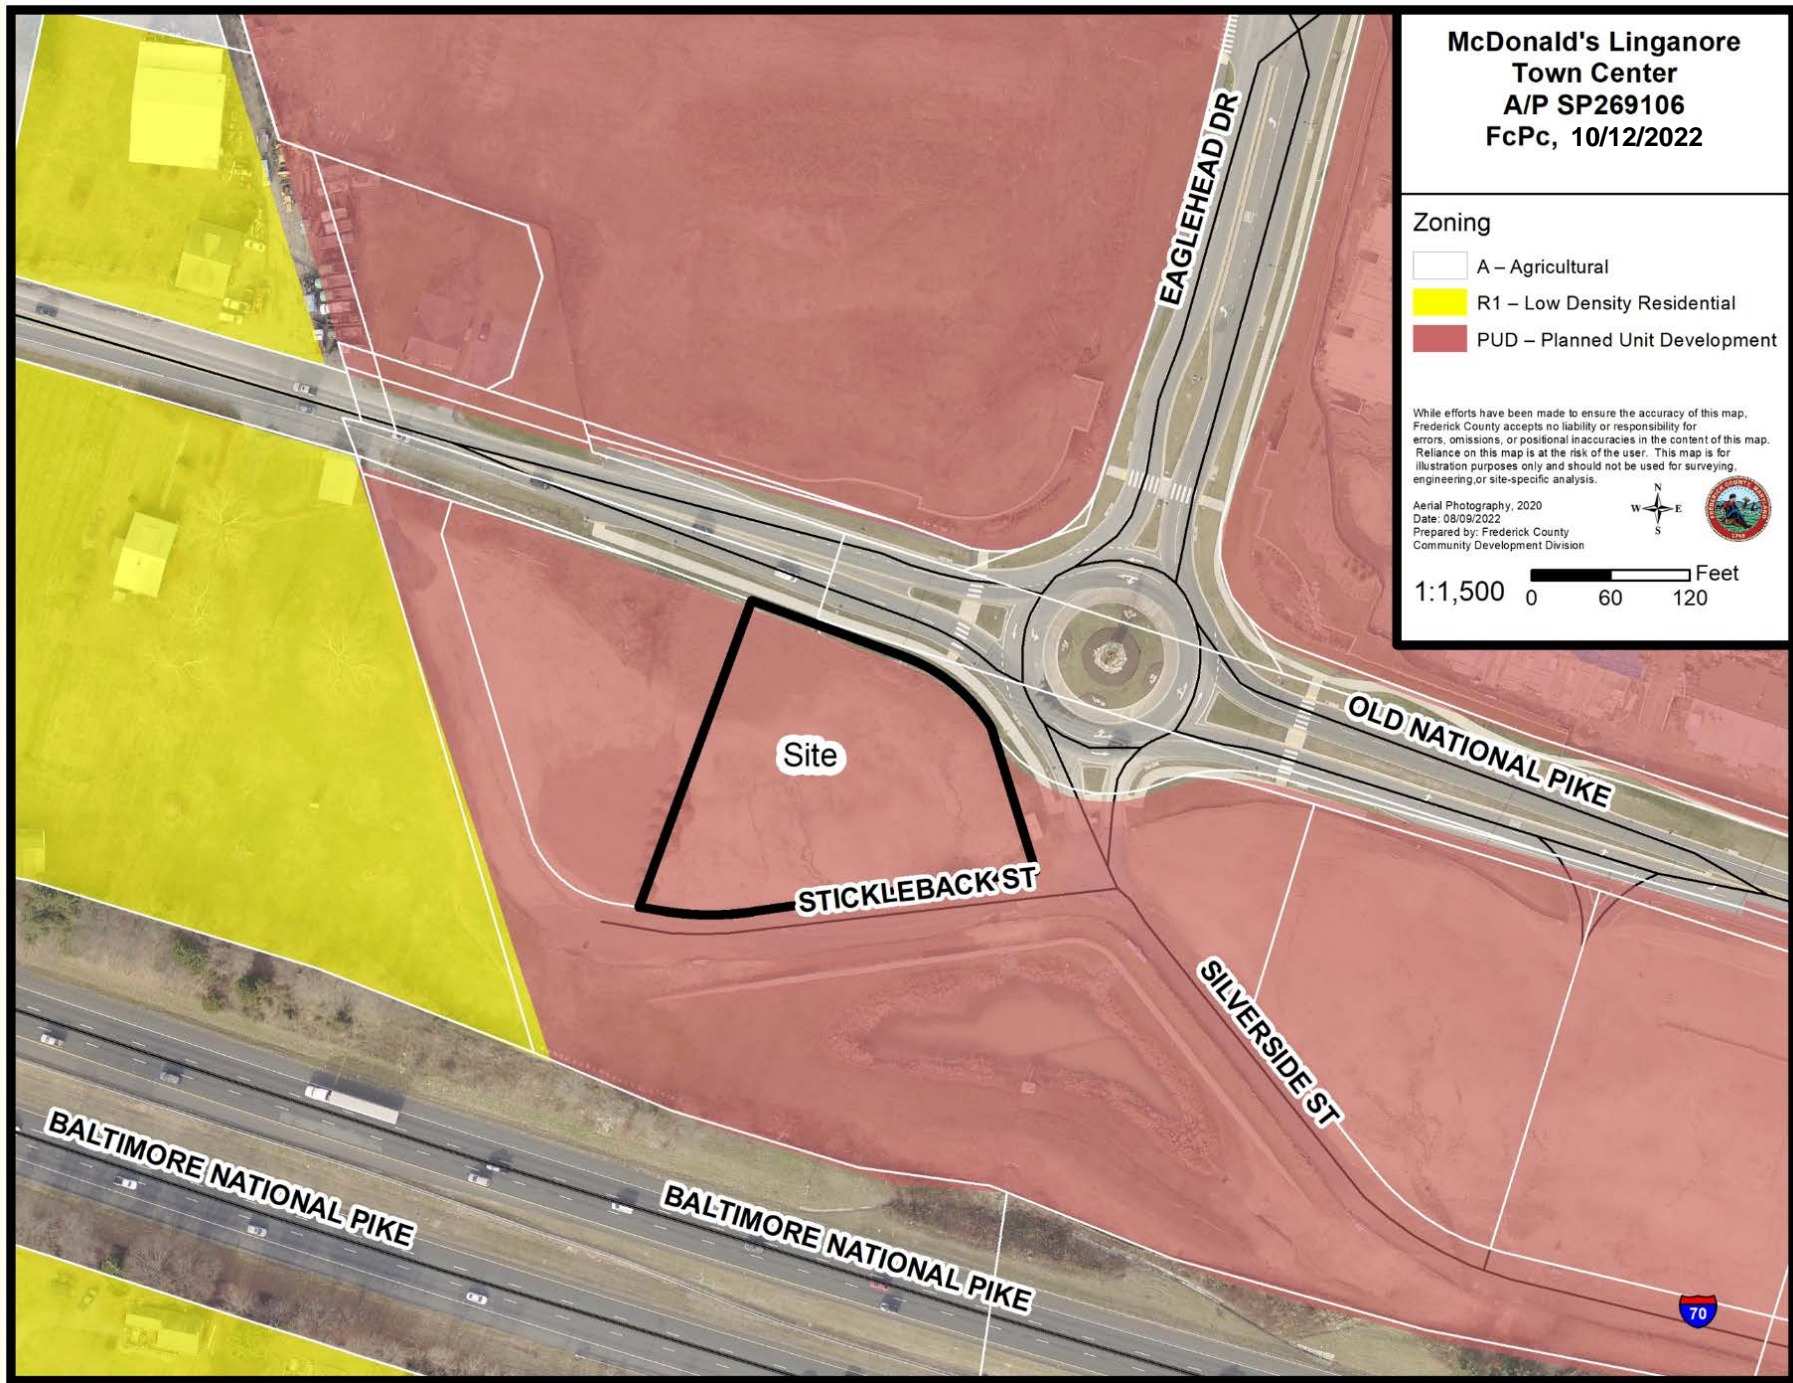 McDonald's Linganore
Town Center
A/P SP269106
FcPc, 10/12/2022
Zoning
A – Agricultural
R1 – Low Density Residential
PUD – Planned Unit Development
While efforts have been made to ensure the accuracy of this map,
Frederick County accepts no liability or responsibility for
errors, omissions, or positional inaccuracies in the content of this map.
Reliance on this map is at the risk of the user. This map is for
illustration purposes only and should not be used for surveying,
engineering,or site-specific analysis.
Aerial Photography, 2020
Date: 08/09/2022
Prepared by: Frederick County
Community Development Division
N
W E
S
1:1,500
Feet
0 60 120
EAGLEHEAD DR
OLD NATIONAL PIKE
Site
STICKLEBACK ST
SILVERSIDE ST
BALTIMORE NATIONAL PIKE
BALTIMORE NATIONAL PIKE
70